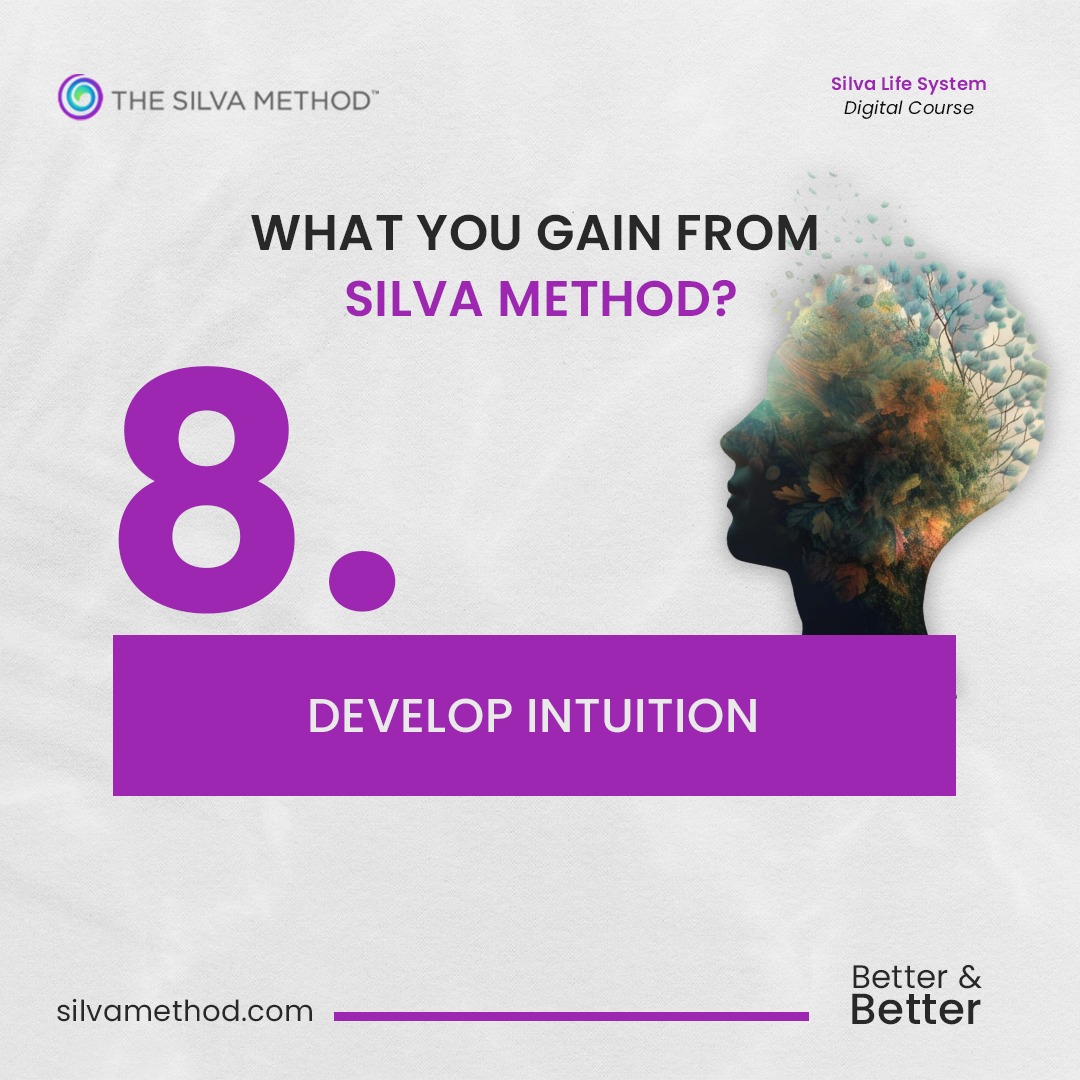 THE SILVA METHOD™
Silva Life System
Digital Course
WHAT YOU GAIN FROM
SILVA METHOD?
8.
DEVELOP INTUITION
silvamethod.com
Better &
Better